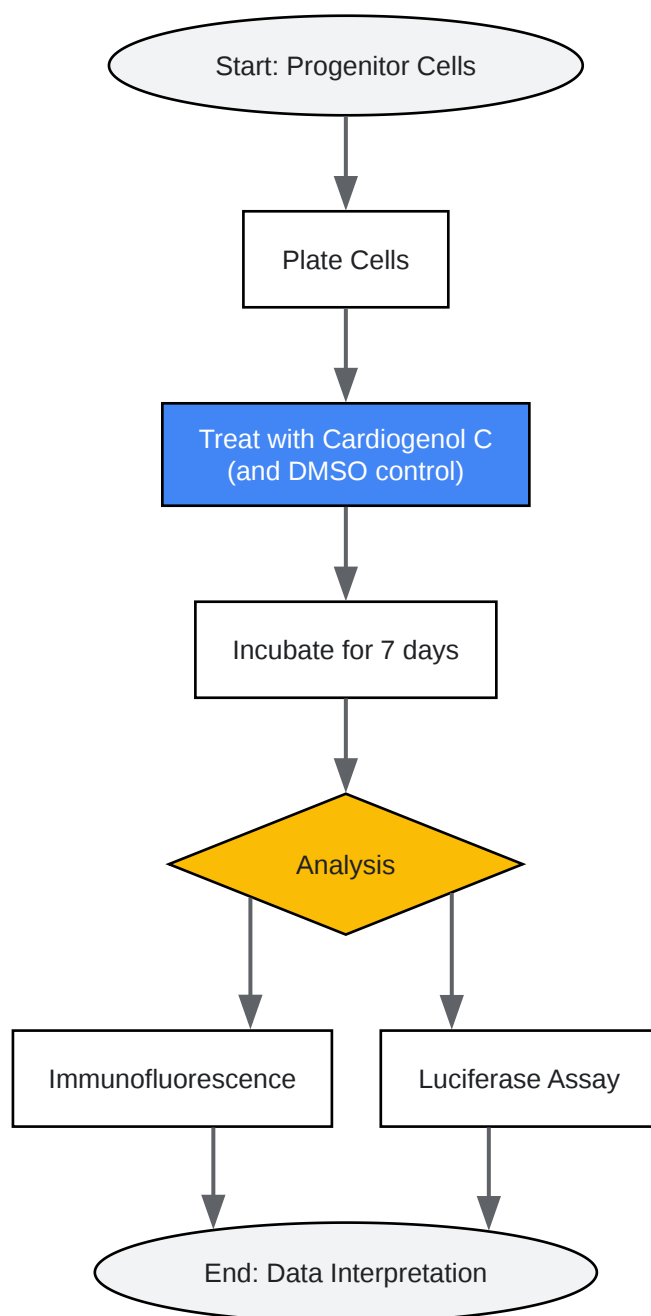 Start: Progenitor Cells
Plate Cells
Treat with Cardiogenol C
(and DMSO control)
Incubate for 7 days
Analysis
Immunofluorescence
Luciferase Assay
End: Data Interpretation